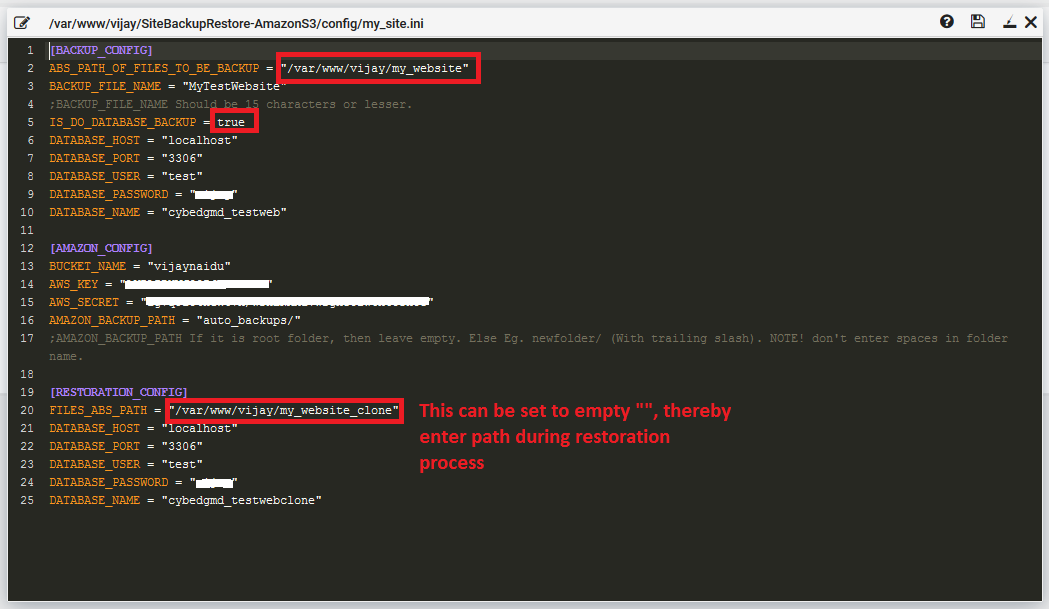 /var/www/vijay/SiteBackupRestore-AmazonS3/config/my_site.ini
1 [BACKUP_CONFIG]
2 ABS_PATH_OF_FILES_TO_BE_BACKUP = "/var/www/vijay/my_website"
3 BACKUP_FILE_NAME = "MyTestWebsite"
4 ;BACKUP_FILE_NAME Should be 15 characters or lesser.
5 IS_DO_DATABASE_BACKUP = true
6 DATABASE_HOST = "localhost"
7 DATABASE_PORT = "3306"
8 DATABASE_USER = "test"
9 DATABASE_PASSWORD = " "
10 DATABASE_NAME = "cybedgmd_testweb"
11
12 [AMAZON_CONFIG]
13 BUCKET_NAME = "vijaynaidu"
14 AWS_KEY = " "
15 AWS_SECRET = " "
16 AMAZON_BACKUP_PATH = "auto_backups/"
17 ;AMAZON_BACKUP_PATH If it is root folder, then leave empty. Else Eg. newfolder/ (With trailing slash). NOTE! don't enter spaces in folder
name.
18
19 [RESTORATION_CONFIG]
20 FILES_ABS_PATH = "/var/www/vijay/my_website_clone"
21 DATABASE_HOST = "localhost"
22 DATABASE_PORT = "3306"
23 DATABASE_USER = "test"
24 DATABASE_PASSWORD = " "
25 DATABASE_NAME = "cybedgmd_testwebclone"
This can be set to empty "", thereby
enter path during restoration
process